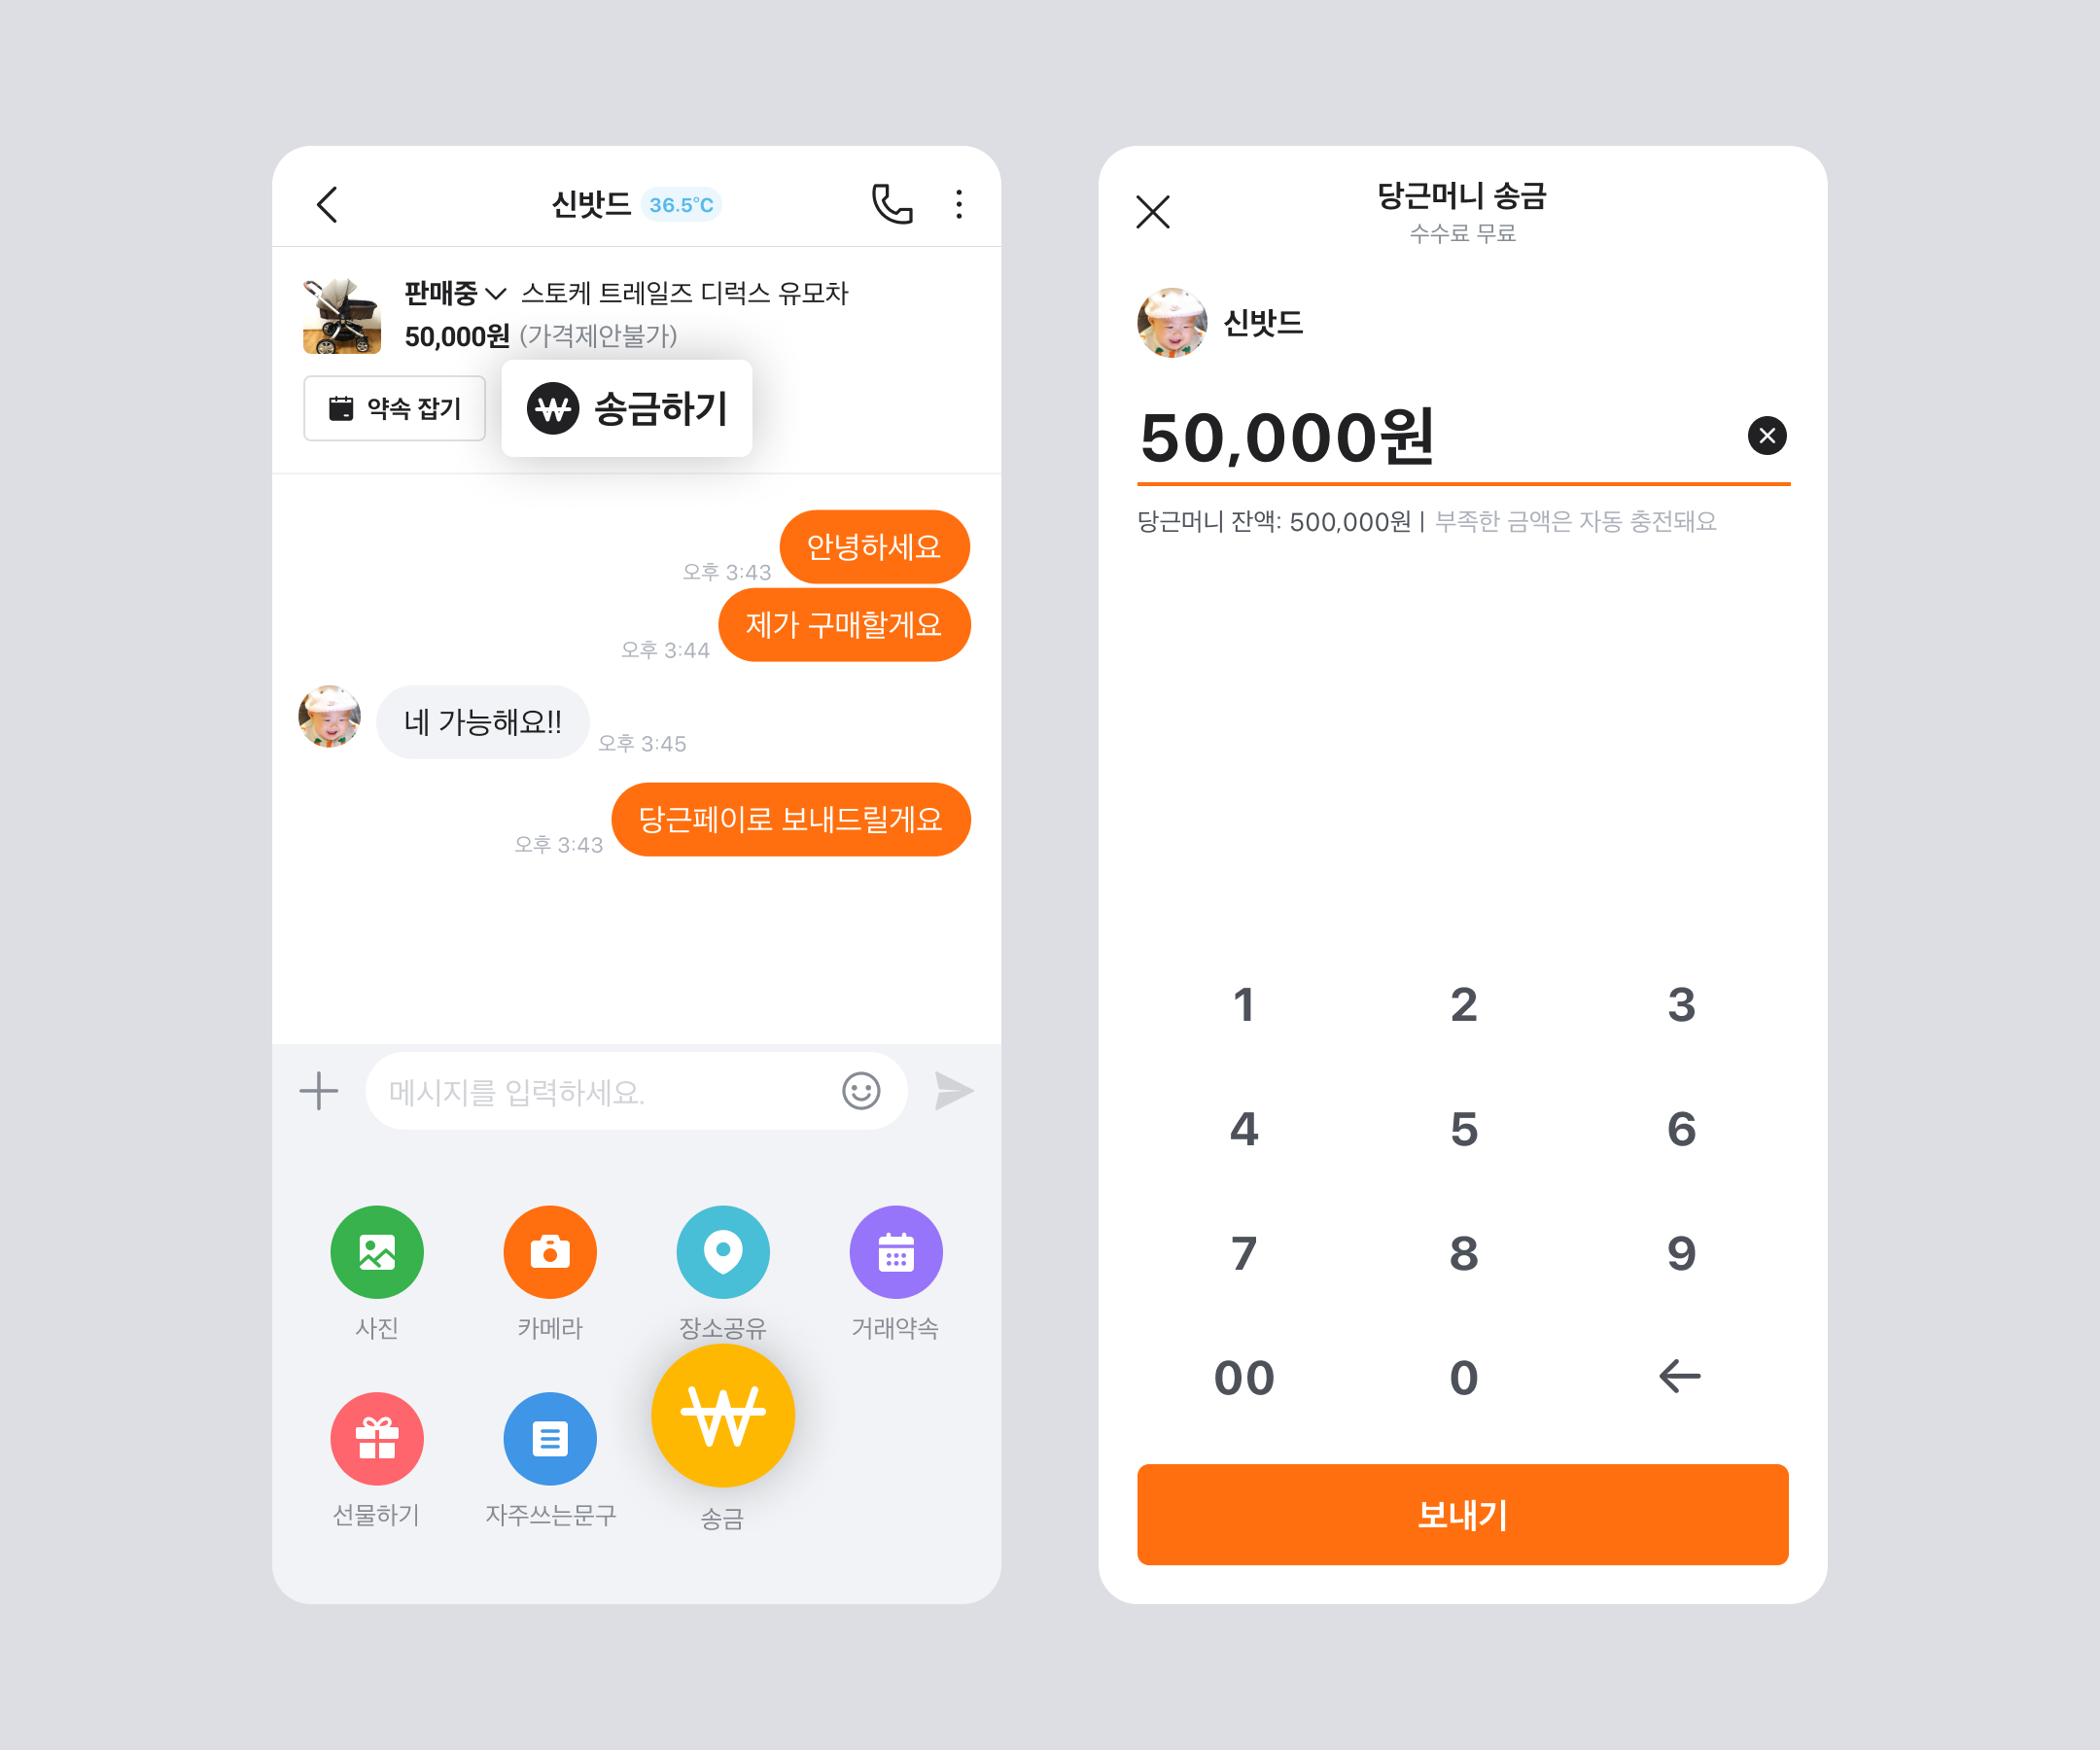 신밧드 36.5°C
판매중 스토케 트레일즈 디럭스 유모차
50,000원 (가격제안불가)
약속 잡기
송금하기
안녕하세요
오후 3:43
제가 구매할게요
오후 3:44
네 가능해요!!
오후 3:45
당근페이로 보내드릴게요
오후 3:43
메시지를 입력하세요.
사진 카메라 장소공유 거래약속
선물하기 자주쓰는문구 송금
당근머니 송금
수수료 무료
신밧드
50,000원
당근머니 잔액: 500,000원 | 부족한 금액은 자동 충전돼요
1 2 3
4 5 6
7 8 9
00 0
보내기